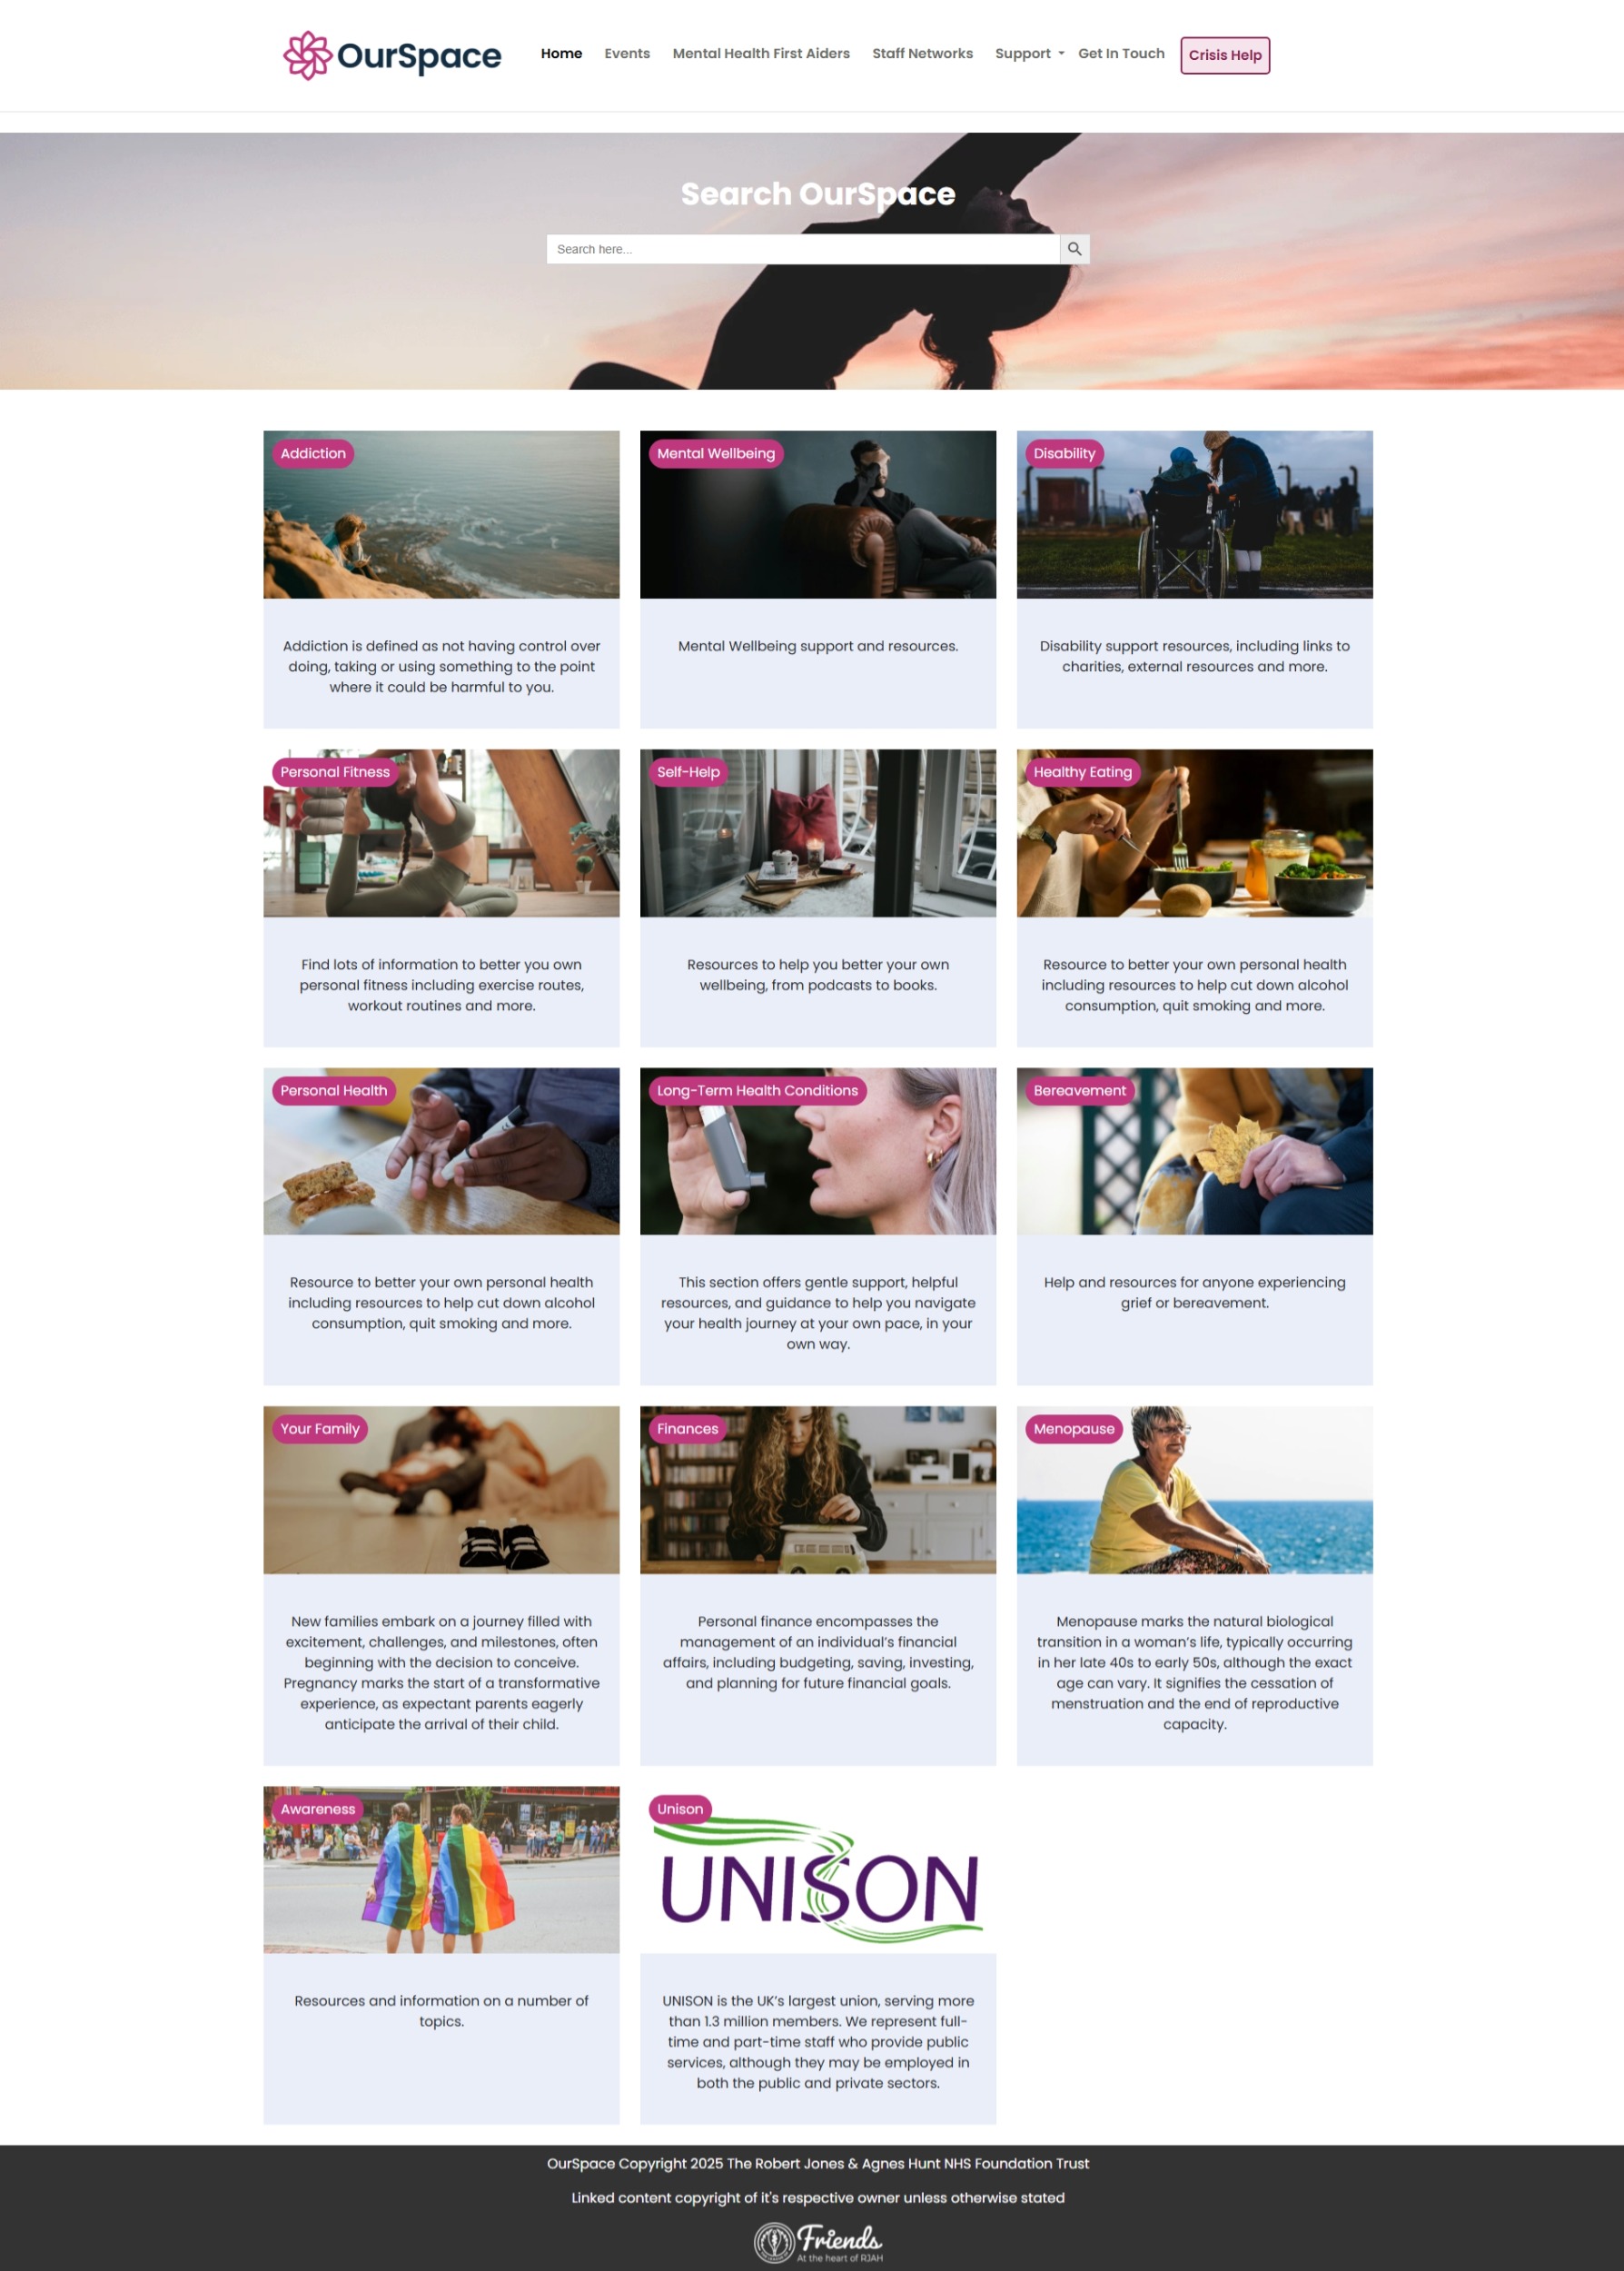 OurSpace
Home Events Mental Health First Aiders Staff Networks Support Get In Touch Crisis Help
Search OurSpace
Search here...
Addiction
Addiction is defined as not having control over
doing, taking or using something to the point
where it could be harmful to you.
Mental Wellbeing
Mental Wellbeing support and resources.
Disability
Disability support resources, including links to
charities, external resources and more.
Personal Fitness
Find lots of information to better you own
personal fitness including exercise routes,
workout routines and more.
Self-Help
Resources to help you better your own
wellbeing, from podcasts to books.
Healthy Eating
Resource to better your own personal health
including resources to help cut down alcohol
consumption, quit smoking and more.
Personal Health
Resource to better your own personal health
including resources to help cut down alcohol
consumption, quit smoking and more.
Long-Term Health Conditions
This section offers gentle support, helpful
resources, and guidance to help you navigate
your health journey at your own pace, in your
own way.
Bereavement
Help and resources for anyone experiencing
grief or bereavement.
Your Family
New families embark on a journey filled with
excitement, challenges, and milestones, often
beginning with the decision to conceive.
Pregnancy marks the start of a transformative
experience, as expectant parents eagerly
anticipate the arrival of their child.
Finances
Personal finance encompasses the
management of an individual's financial
affairs, including budgeting, saving, investing,
and planning for future financial goals.
Menopause
Menopause marks the natural biological
transition in a woman's life, typically occurring
in her late 40s to early 50s, although the exact
age can vary. It signifies the cessation of
menstruation and the end of reproductive
capacity.
Awareness
Resources and information on a number of
topics.
Unison
UNISON
UNISON is the UK's largest union, serving more
than 1.3 million members. We represent full-
time and part-time staff who provide public
services, although they may be employed in
both the public and private sectors.
OurSpace Copyright 2025 The Robert Jones & Agnes Hunt NHS Foundation Trust
Linked content copyright of it's respective owner unless otherwise stated
Friends
At the heart of RJAH